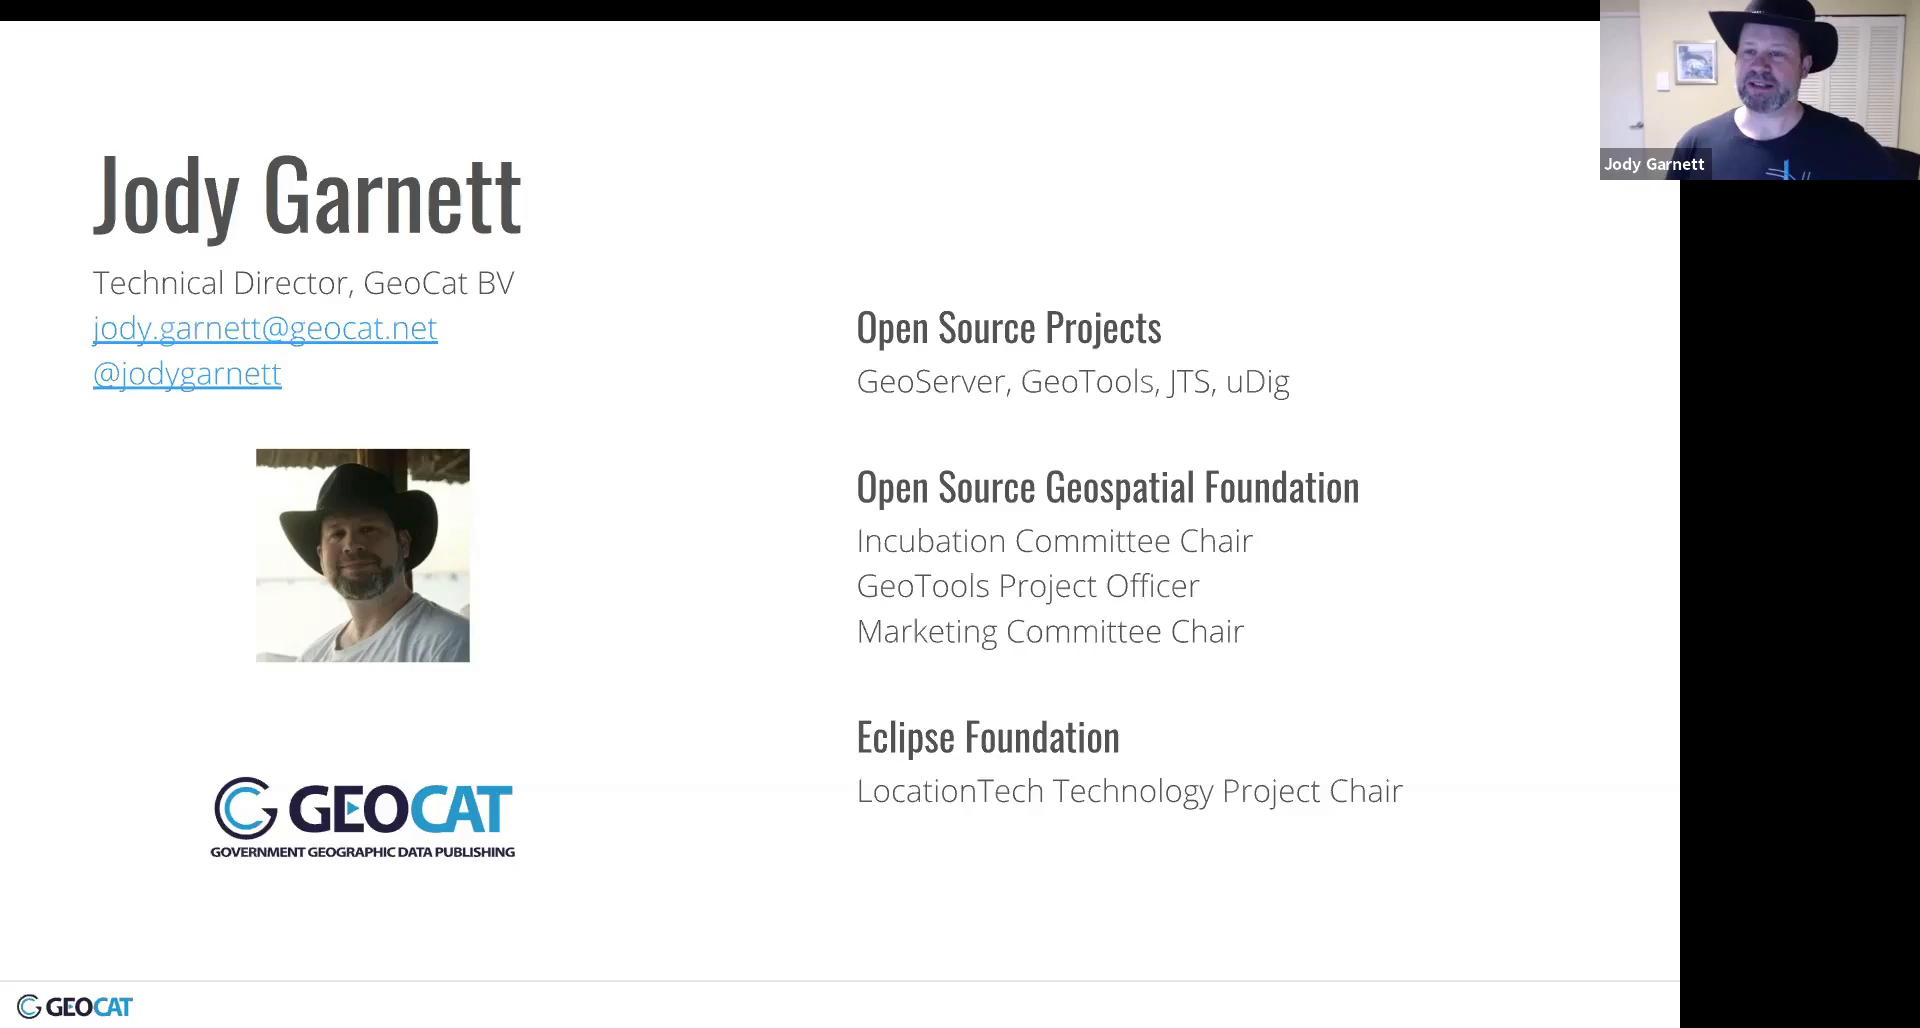 Jody Garnett
Technical Director, GeoCat BV
jody.garnett@geocat.net
@jodygarnett
GEOCAT
GOVERNMENT GEOGRAPHIC DATA PUBLISHING
Open Source Projects
GeoServer, GeoTools, JTS, uDig
Open Source Geospatial Foundation
Incubation Committee Chair
GeoTools Project Officer
Marketing Committee Chair
Eclipse Foundation
LocationTech Technology Project Chair
Jody Garnett
GEOCAT